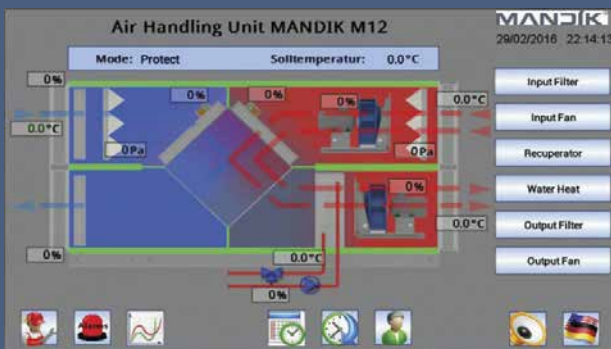 Air Handling Unit MANDIK M12
MANDÍK
29/02/2016 22:14:13
Mode: Protect Solltemperatur: 0.0°C
0%
0% 0% 0% 0.0°C
0.0°C
0Pa 0Pa
0%
0.0°C
0% 0.0°C
0%
Input Filter
Input Fan
Recuperator
Water Heat
Output Filter
Output Fan
Alarms